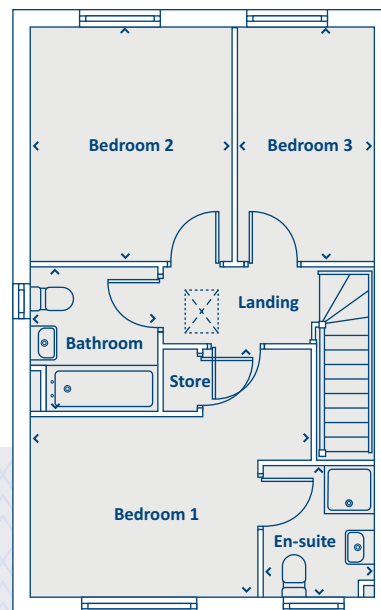 Bedroom 2
Bedroom 3
Landing
Bathroom
Store
Bedroom 1
En-suite